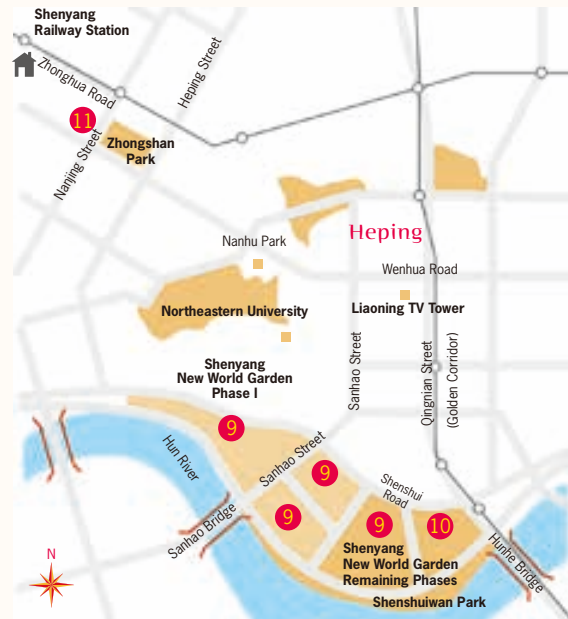 Shenyang
Railway Station
Zhonghua Road
Heping Street
11
Zhongshan
Park
Nanjing Street
Nanhu Park
Heping
Wenhua Road
Northeastern University
Liaoning TV Tower
Sanhao Street
Qingnian Street
(Golden Corridor)
Shenyang
New World Garden
Phase I
9
Hun River
Sanhao Street
9
Shenshui
Road
9
9
10
Sanhao Bridge
Shenyang
New World Garden
Remaining Phases
Hunhe Bridge
N
Shenshuiwan Park